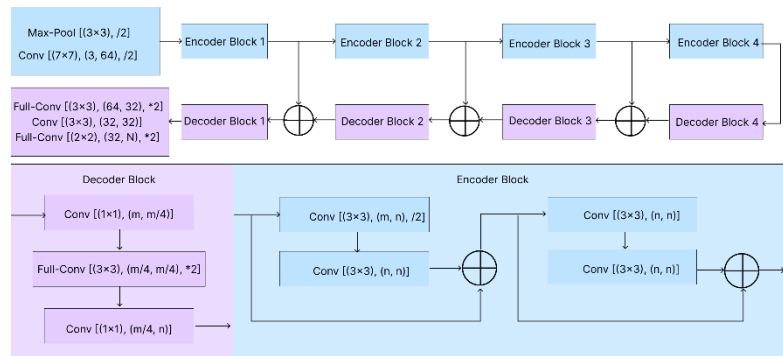 Max-Pool [(3×3), /2]
Conv [(7×7), (3, 64), /2]
Encoder Block 1
Encoder Block 2
Encoder Block 3
Encoder Block 4
Full-Conv [(3×3), (64, 32), *2]
Conv [(3×3), (32, 32)]
Full-Conv [(2×2), (32, N), *2]
Decoder Block 1
Decoder Block 2
Decoder Block 3
Decoder Block 4
Decoder Block
Conv [(1×1), (m, m/4)]
Full-Conv [(3×3), (m/4, m/4), *2]
Conv [(1×1), (m/4, n)]
Encoder Block
Conv [(3×3), (m, n), /2]
Conv [(3×3), (n, n)]
Conv [(3×3), (n, n)]
Conv [(3×3), (n, n)]